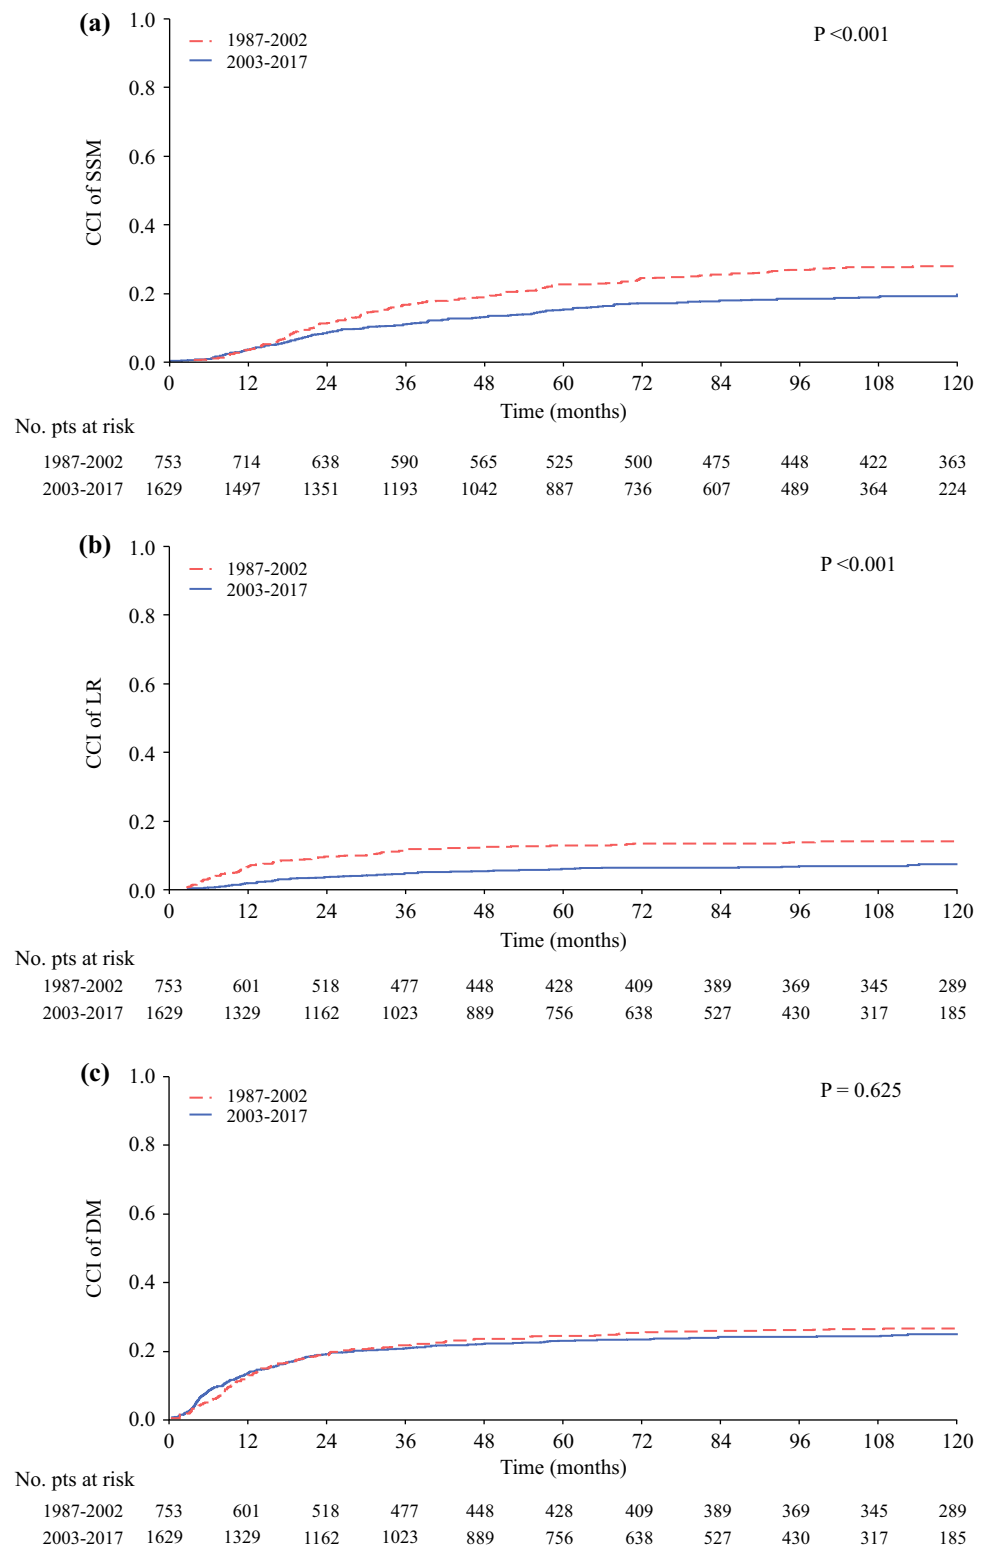 (a)
1987-2002
2003-2017
P <0.001
1.0
0.8
0.6
0.4
0.2
0.0
CCI of SSM
0 12 24 36 48 60 72 84 96 108 120
Time (months)
No. pts at risk
1987-2002 753 714 638 590 565 525 500 475 448 422 363
2003-2017 1629 1497 1351 1193 1042 887 736 607 489 364 224
(b)
1987-2002
2003-2017
P <0.001
1.0
0.8
0.6
0.4
0.2
0.0
CCI of LR
0 12 24 36 48 60 72 84 96 108 120
Time (months)
No. pts at risk
1987-2002 753 601 518 477 448 428 409 389 369 345 289
2003-2017 1629 1329 1162 1023 889 756 638 527 430 317 185
(c)
1987-2002
2003-2017
P = 0.625
1.0
0.8
0.6
0.4
0.2
0.0
CCI of DM
0 12 24 36 48 60 72 84 96 108 120
Time (months)
No. pts at risk
1987-2002 753 601 518 477 448 428 409 389 369 345 289
2003-2017 1629 1329 1162 1023 889 756 638 527 430 317 185